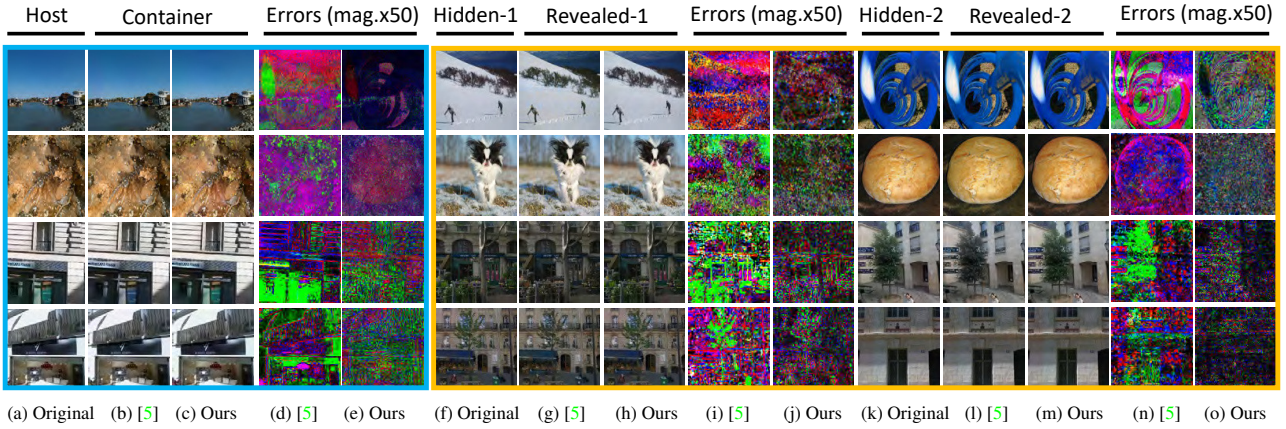 Host Container Errors (mag.x50) Hidden-1 Revealed-1 Errors (mag.x50) Hidden-2 Revealed-2 Errors (mag.x50)
(a) Original (b) [5] (c) Ours (d) [5] (e) Ours (f) Original (g) [5] (h) Ours (i) [5] (j) Ours (k) Original (l) [5] (m) Ours (n) [5] (o) Ours